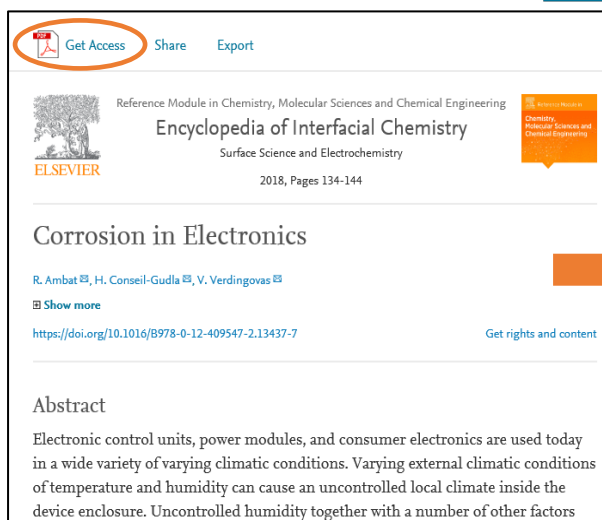 PDF
Get Access Share Export
Reference Module in Chemistry, Molecular Sciences and Chemical Engineering
Encyclopedia of Interfacial Chemistry
Surface Science and Electrochemistry
2018, Pages 134-144
ELSEVIER
Reference Module in
Chemistry,
Molecular Sciences and
Chemical Engineering
Corrosion in Electronics
R. Ambat ✉, H. Conseil-Gudla ✉, V. Verdingovas ✉
⊞ Show more
https://doi.org/10.1016/B978-0-12-409547-2.13437-7 Get rights and content
Abstract
Electronic control units, power modules, and consumer electronics are used today
in a wide variety of varying climatic conditions. Varying external climatic conditions
of temperature and humidity can cause an uncontrolled local climate inside the
device enclosure. Uncontrolled humidity together with a number of other factors